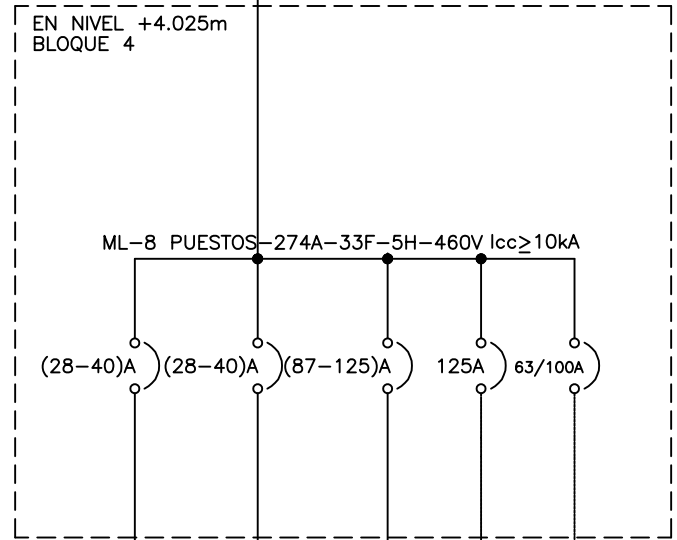 EN NIVEL +4.025m
BLOQUE 4
ML-8 PUESTOS-274A-33F-5H-460V Icc≥10kA
(28-40)A (28-40)A (87-125)A 125A 63/100A